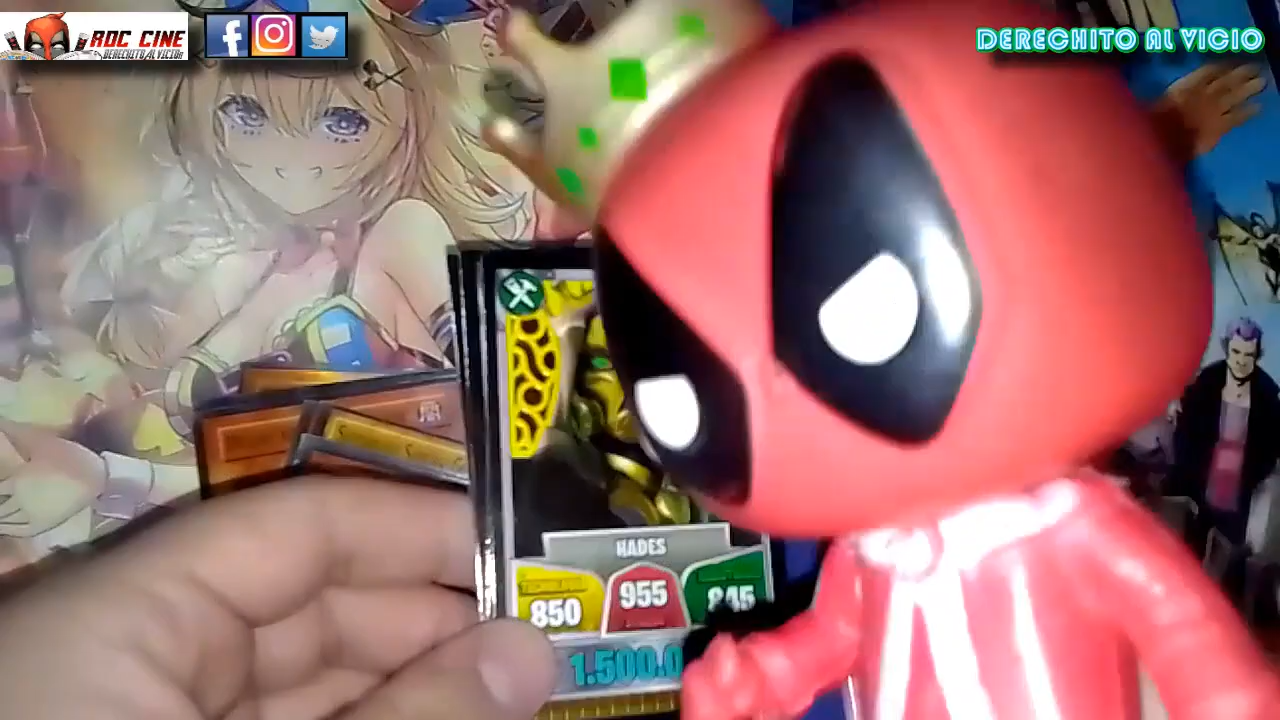 ROC CINE
DERECHITO AL VICIO
DERECHITO AL VICIO
HADES
850
955
845
1.500.0